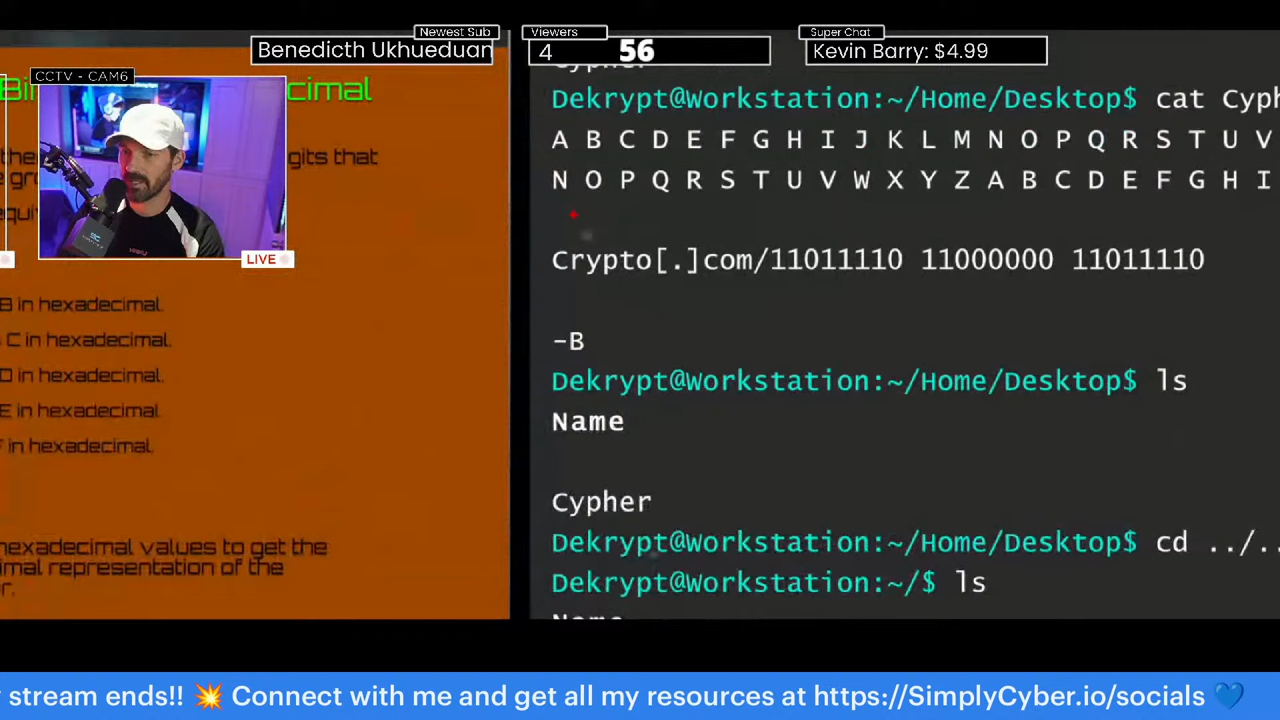 Newest Sub
Benedicth Ukhueduan
Viewers
4
56
Super Chat
Kevin Barry: $4.99
CCTV - CAM6
LIVE
cimal
gits that
B in hexadecimal.
C in hexadecimal.
D in hexadecimal.
E in hexadecimal.
in hexadecimal.
hexadecimal values to get the
imal representation of the
r.
Cypher
Dekrypt@Workstation:~/Home/Desktop$ cat Cyph
A B C D E F G H I J K L M N O P Q R S T U V
N O P Q R S T U V W X Y Z A B C D E F G H I
Crypto[.]com/11011110 11000000 11011110
-B
Dekrypt@Workstation:~/Home/Desktop$ ls
Name
Cypher
Dekrypt@Workstation:~/Home/Desktop$ cd ../..
Dekrypt@Workstation:~/$ ls
Name
stream ends!! 💥 Connect with me and get all my resources at https://SimplyCyber.io/socials 💙